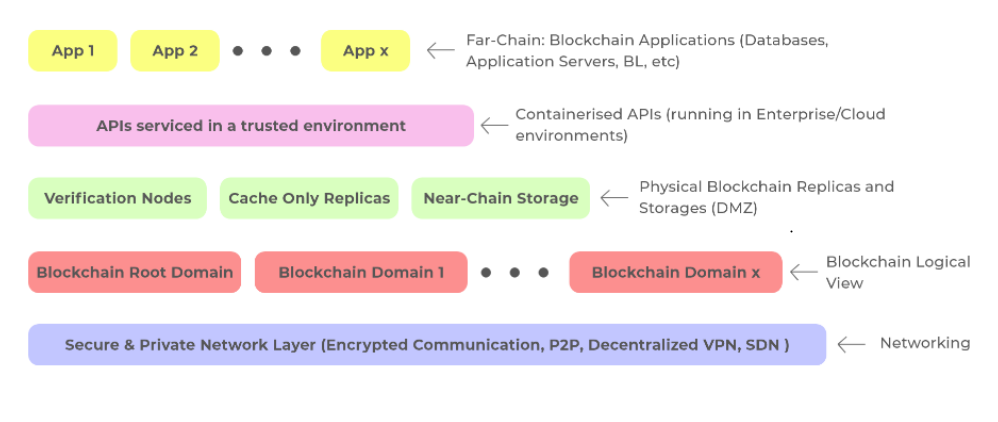 App 1
App 2
App x
Far-Chain: Blockchain Applications (Databases,
Application Servers, BL, etc)
APIs serviced in a trusted environment
Containerised APIs (running in Enterprise/Cloud
environments)
Verification Nodes
Cache Only Replicas
Near-Chain Storage
Physical Blockchain Replicas and
Storages (DMZ)
Blockchain Root Domain
Blockchain Domain 1
Blockchain Domain x
Blockchain Logical
View
Secure & Private Network Layer (Encrypted Communication, P2P, Decentralized VPN, SDN )
Networking